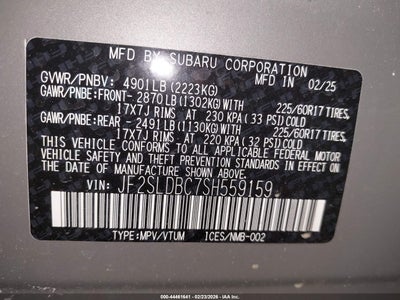 MFD BY SUBARU CORPORATION
GVWR/PNBV: 4901LB(2223KG) IN 02/25
GAWR/PNBE:FRONT- 2870LB(1302KG)WITH 225/60R17 TIRES,
17X7J RIMS, AT 230 KPA(33 PSI)COLD
GAWR/PNBE:REAR - 2491LB(1130KG)WITH 225/60R17 TIRES,
17X7J RIMS, AT 220 KPA(32 PSI)COLD
THIS VEHICLE CONFORMS TO ALL APPLICABLE
FEDERAL MOTOR VEHICLE SAFETY
STANDARDS IN EFFECT ON THE DATE OF
MANUFACTURE SHOWN ABOVE.
VIN: JF2SLDBC7SH559159
TYPE:MPV/VTUM ICES/NMB-002
000-44461641 - 02/23/2026 - IAA Inc.